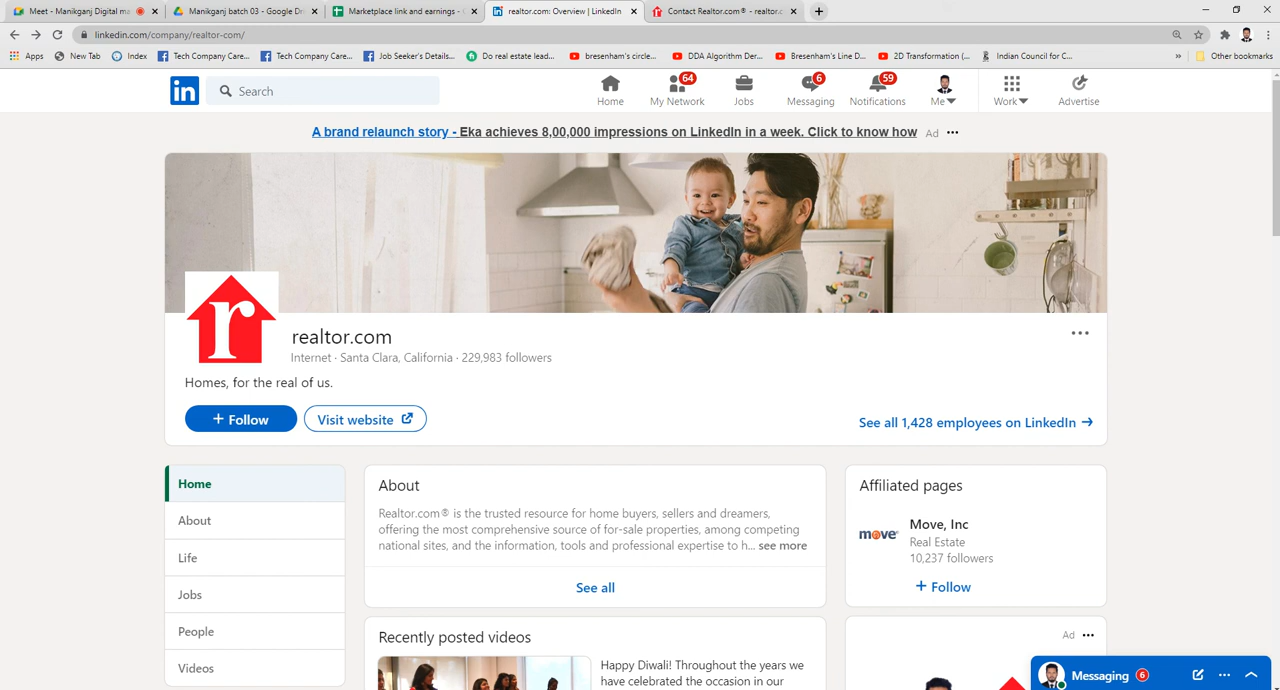 Meet - Manikganj Digital ma
Manikganj batch 03 - Google Dri
Marketplace link and earnings -
realtor.com: Overview | LinkedIn
Contact Realtor.com® - realtor.c
linkedin.com/company/realtor-com/
Apps
New Tab
Index
Tech Company Care...
Tech Company Care...
Job Seeker's Details...
Do real estate lead...
bresenham's circle...
DDA Algorithm Der...
Bresenham's Line D...
2D Transformation (...
Indian Council for C...
»
Other bookmarks
in
Search
Home
64
My Network
Jobs
6
Messaging
59
Notifications
Me
Work
Advertise
A brand relaunch story - Eka achieves 8,00,000 impressions on LinkedIn in a week. Click to know how
Ad
r
realtor.com
Internet · Santa Clara, California · 229,983 followers
Homes, for the real of us.
+ Follow
Visit website
See all 1,428 employees on LinkedIn →
Home
About
Life
Jobs
People
Videos
About
Realtor.com® is the trusted resource for home buyers, sellers and dreamers,
offering the most comprehensive source of for-sale properties, among competing
national sites, and the information, tools and professional expertise to h... see more
See all
Recently posted videos
Happy Diwali! Throughout the years we
have celebrated the occasion in our
Affiliated pages
move
Move, Inc
Real Estate
10,237 followers
+ Follow
Ad
Messaging
6